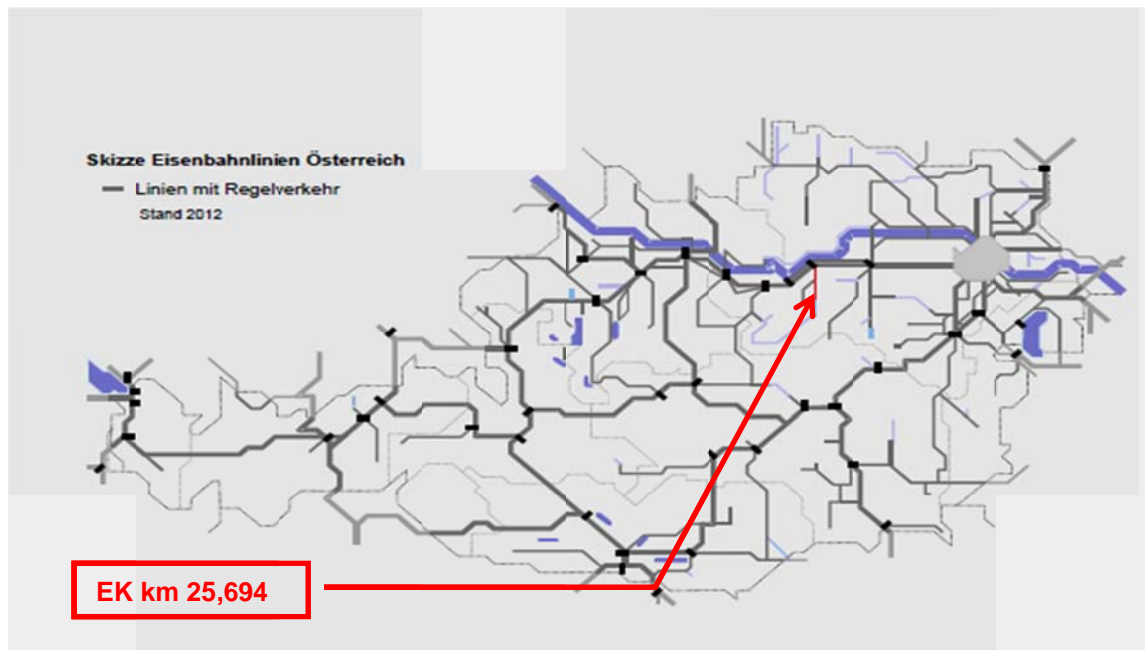 Skizze Eisenbahnlinien Österreich
Linien mit Regelverkehr
Stand 2012
EK km 25,694